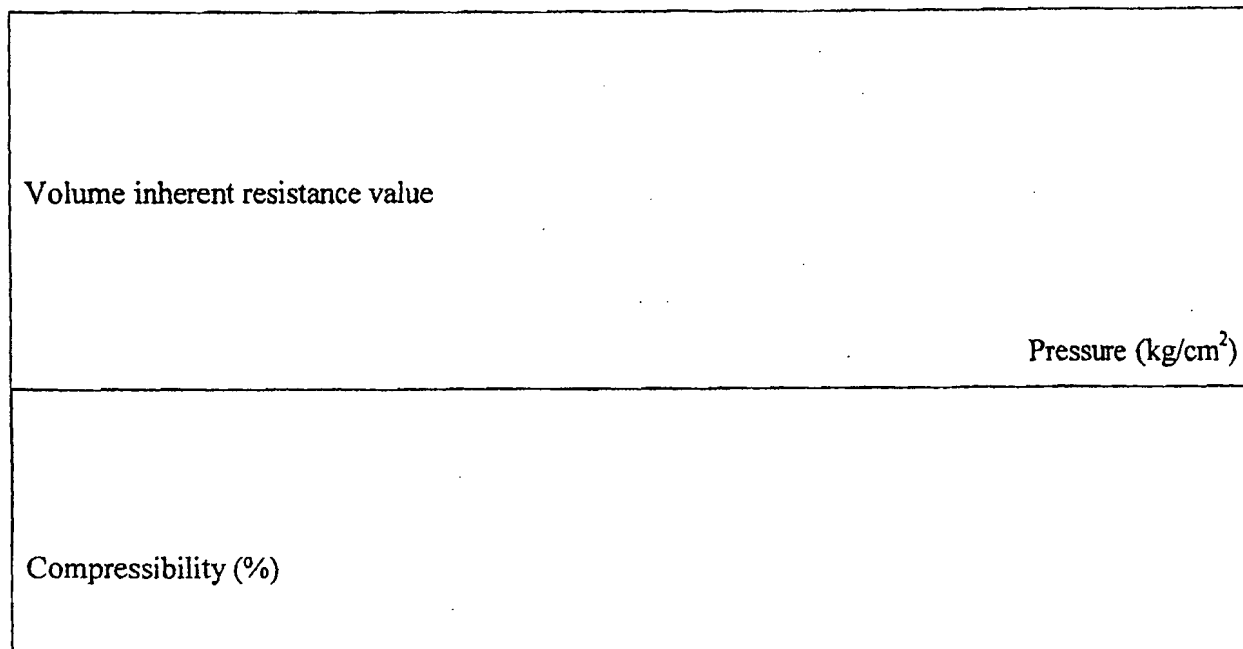 Volume inherent resistance value
Pressure (kg/cm²)
Compressibility (%)